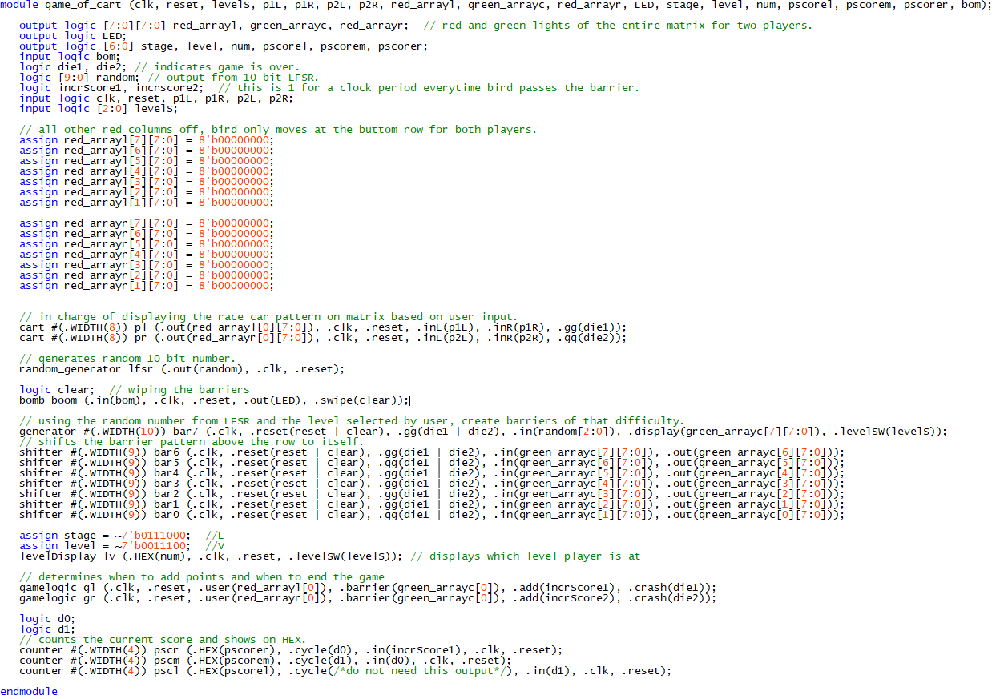 module game_of_cart (clk, reset, levelS, p1L, p1R, p2L, p2R, red_arrayl, green_arrayc, red_arrayr, LED, stage, level, num, pscorel, pscorem, pscorer, bom);
output logic [7:0][7:0] red_arrayl, green_arrayc, red_arrayr;  // red and green lights of the entire matrix for two players.
output logic LED;
output logic [6:0] stage, level, num, pscorel, pscorem, pscorer;
input logic bom;
logic die1, die2; // indicates game is over.
logic [9:0] random; // output from 10 bit LFSR.
logic incrScore1, incrscore2;  // this is 1 for a clock period everytime bird passes the barrier.
input logic clk, reset, p1L, p1R, p2L, p2R;
input logic [2:0] levelS;
// all other red columns off, bird only moves at the buttom row for both players.
assign red_arrayl[7][7:0] = 8'b00000000;
assign red_arrayl[6][7:0] = 8'b00000000;
assign red_arrayl[5][7:0] = 8'b00000000;
assign red_arrayl[4][7:0] = 8'b00000000;
assign red_arrayl[3][7:0] = 8'b00000000;
assign red_arrayl[2][7:0] = 8'b00000000;
assign red_arrayl[1][7:0] = 8'b00000000;
assign red_arrayr[7][7:0] = 8'b00000000;
assign red_arrayr[6][7:0] = 8'b00000000;
assign red_arrayr[5][7:0] = 8'b00000000;
assign red_arrayr[4][7:0] = 8'b00000000;
assign red_arrayr[3][7:0] = 8'b00000000;
assign red_arrayr[2][7:0] = 8'b00000000;
assign red_arrayr[1][7:0] = 8'b00000000;
// in charge of displaying the race car pattern on matrix based on user input.
cart #(.WIDTH(8)) pl (.out(red_arrayl[0][7:0]), .clk, .reset, .inL(p1L), .inR(p1R), .gg(die1));
cart #(.WIDTH(8)) pr (.out(red_arrayr[0][7:0]), .clk, .reset, .inL(p2L), .inR(p2R), .gg(die2));
// generates random 10 bit number.
random_generator lfsr (.out(random), .clk, .reset);
logic clear;  // wiping the barriers
bomb boom (.in(bom), .clk, .reset, .out(LED), .swipe(clear));
// using the random number from LFSR and the level selected by user, create barriers of that difficulty.
generator #(.WIDTH(10)) bar7 (.clk, .reset(reset | clear), .gg(die1 | die2), .in(random[2:0]), .display(green_arrayc[7][7:0]), .levelSW(levelS));
// shifts the barrier pattern above the row to itself.
shifter #(.WIDTH(9)) bar6 (.clk, .reset(reset | clear), .gg(die1 | die2), .in(green_arrayc[7][7:0]), .out(green_arrayc[6][7:0]));
shifter #(.WIDTH(9)) bar5 (.clk, .reset(reset | clear), .gg(die1 | die2), .in(green_arrayc[6][7:0]), .out(green_arrayc[5][7:0]));
shifter #(.WIDTH(9)) bar4 (.clk, .reset(reset | clear), .gg(die1 | die2), .in(green_arrayc[5][7:0]), .out(green_arrayc[4][7:0]));
shifter #(.WIDTH(9)) bar3 (.clk, .reset(reset | clear), .gg(die1 | die2), .in(green_arrayc[4][7:0]), .out(green_arrayc[3][7:0]));
shifter #(.WIDTH(9)) bar2 (.clk, .reset(reset | clear), .gg(die1 | die2), .in(green_arrayc[3][7:0]), .out(green_arrayc[2][7:0]));
shifter #(.WIDTH(9)) bar1 (.clk, .reset(reset | clear), .gg(die1 | die2), .in(green_arrayc[2][7:0]), .out(green_arrayc[1][7:0]));
shifter #(.WIDTH(9)) bar0 (.clk, .reset(reset | clear), .gg(die1 | die2), .in(green_arrayc[1][7:0]), .out(green_arrayc[0][7:0]));
assign stage = ~7'b0111000;  //L
assign level = ~7'b0011100;  //v
levelDisplay lv (.HEX(num), .clk, .reset, .levelSW(levelS)); // displays which level player is at
// determines when to add points and when to end the game
gamelogic gl (.clk, .reset, .user(red_arrayl[0]), .barrier(green_arrayc[0]), .add(incrScore1), .crash(die1));
gamelogic gr (.clk, .reset, .user(red_arrayr[0]), .barrier(green_arrayc[0]), .add(incrScore2), .crash(die2));
logic d0;
logic d1;
// counts the current score and shows on HEX.
counter #(.WIDTH(4)) pscr (.HEX(pscorer), .cycle(d0), .in(incrScore1), .clk, .reset);
counter #(.WIDTH(4)) pscm (.HEX(pscorem), .cycle(d1), .in(d0), .clk, .reset);
counter #(.WIDTH(4)) pscl (.HEX(pscorel), .cycle(/*do not need this output*/), .in(d1), .clk, .reset);
endmodule